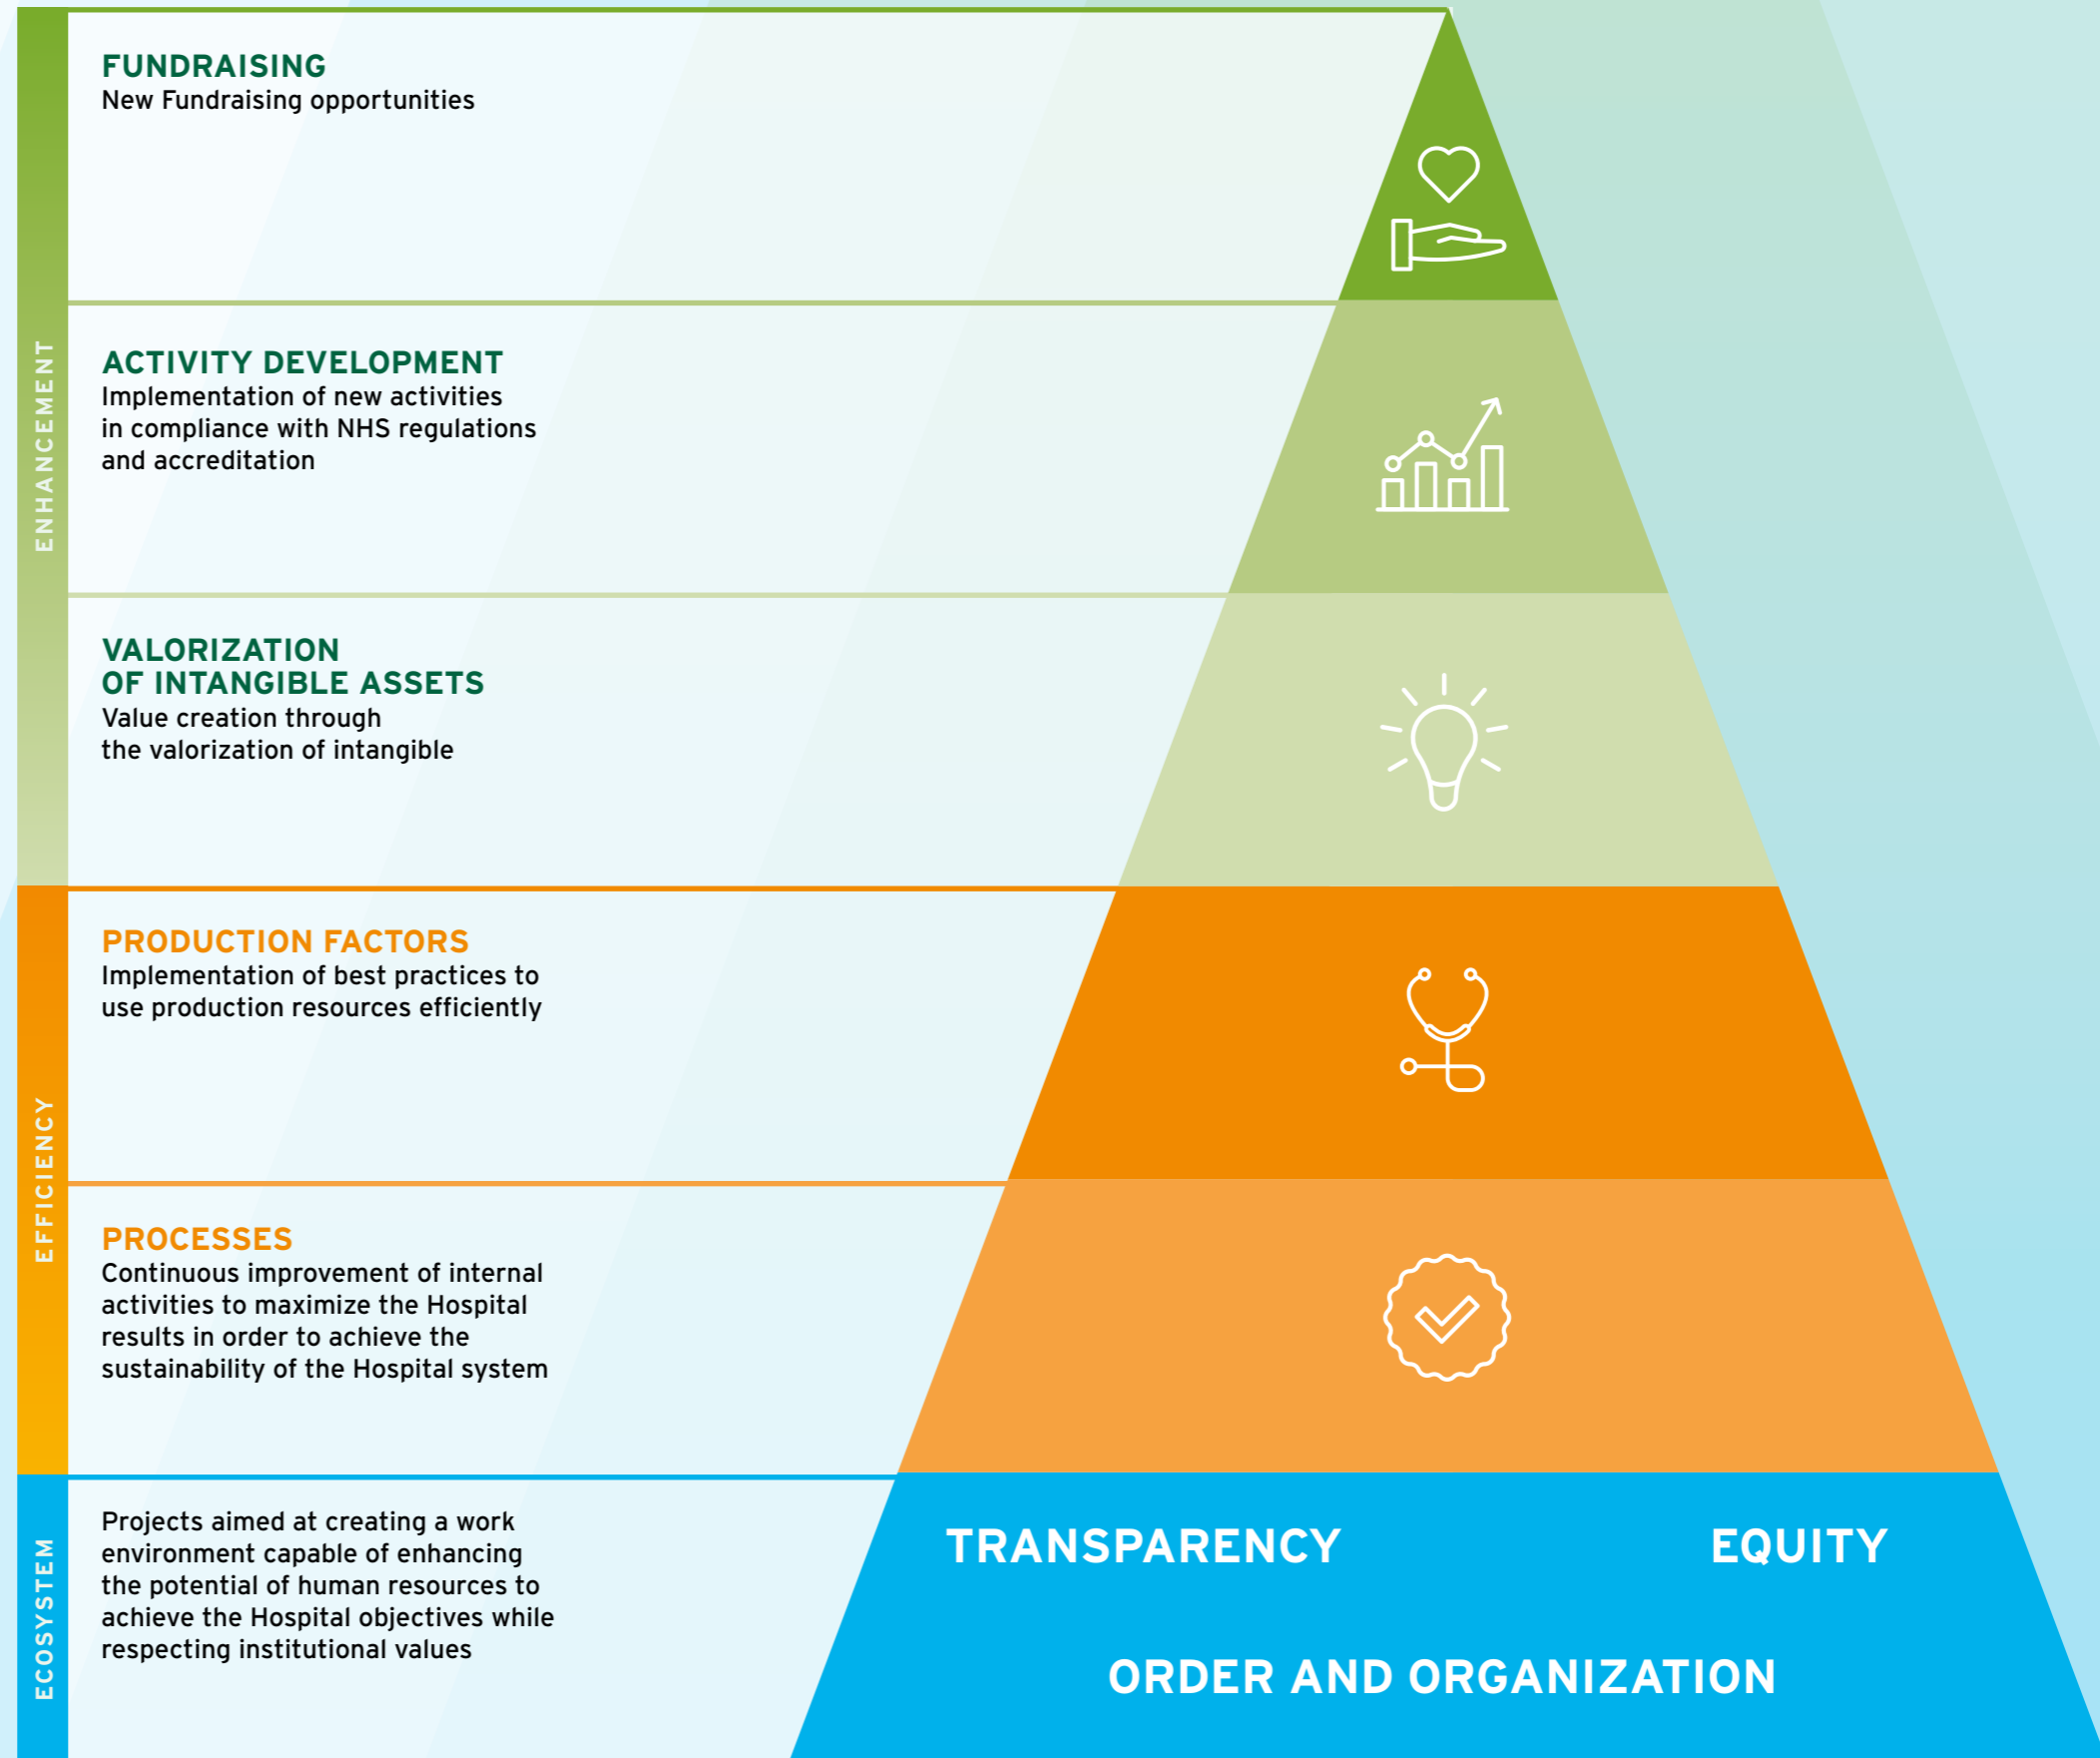 FUNDRAISING
New Fundraising opportunities
ENHANCEMENT
ACTIVITY DEVELOPMENT
Implementation of new activities
in compliance with NHS regulations
and accreditation
VALORIZATION
OF INTANGIBLE ASSETS
Value creation through
the valorization of intangible
EFFICIENCY
PRODUCTION FACTORS
Implementation of best practices to
use production resources efficiently
PROCESSES
Continuous improvement of internal
activities to maximize the Hospital
results in order to achieve the
sustainability of the Hospital system
ECOSYSTEM
Projects aimed at creating a work
environment capable of enhancing
the potential of human resources to
achieve the Hospital objectives while
respecting institutional values
TRANSPARENCY
EQUITY
ORDER AND ORGANIZATION